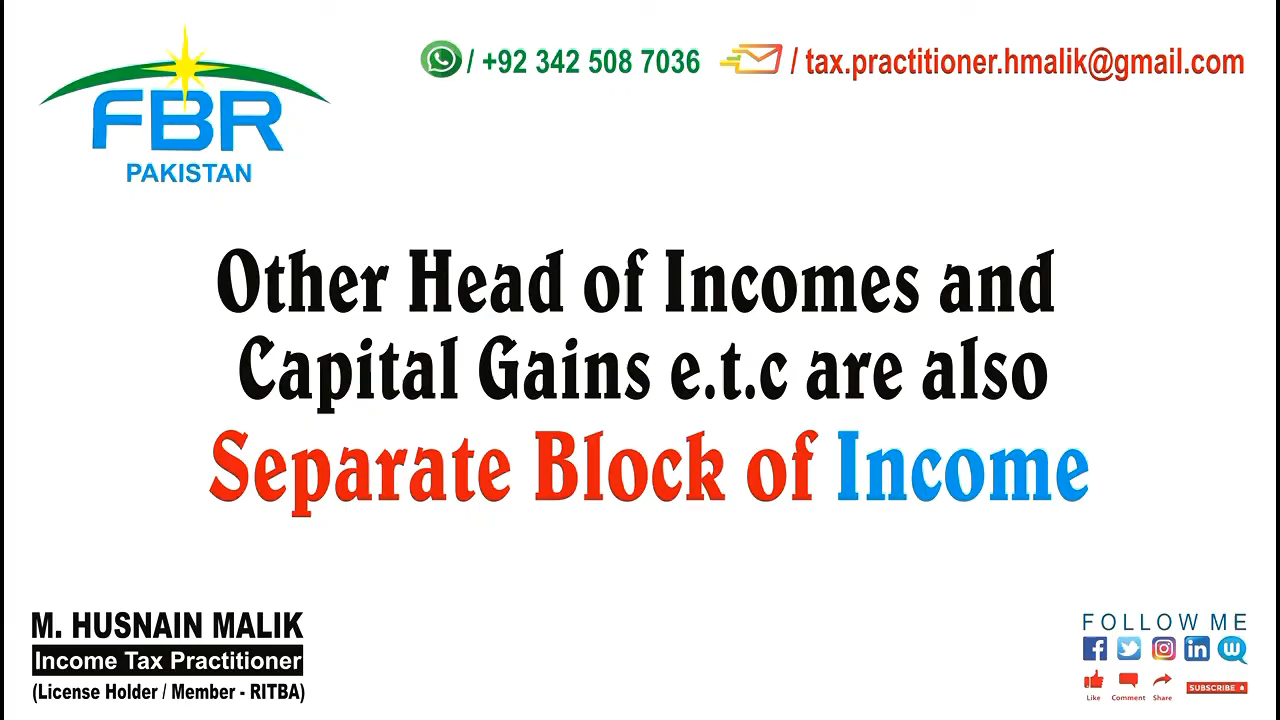 FBR
PAKISTAN
/ +92 342 508 7036
/ tax.practitioner.hmalik@gmail.com
Other Head of Incomes and
Capital Gains e.t.c are also
Separate Block of Income
M. HUSNAIN MALIK
Income Tax Practitioner
(License Holder / Member - RITBA)
FOLLOW ME
Like Comment Share SUBSCRIBE